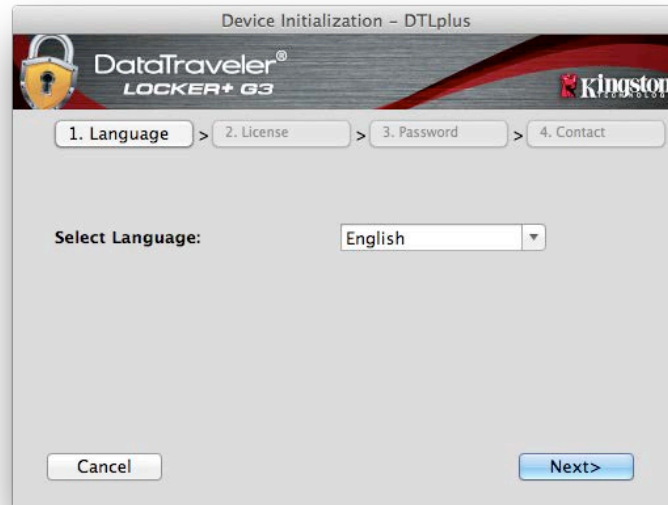 Device Initialization – DTLplus
DataTraveler®
LOCKER+ G3
Kingston
TECHNOLOGY
1. Language > 2. License > 3. Password > 4. Contact
Select Language: English
Cancel Next>